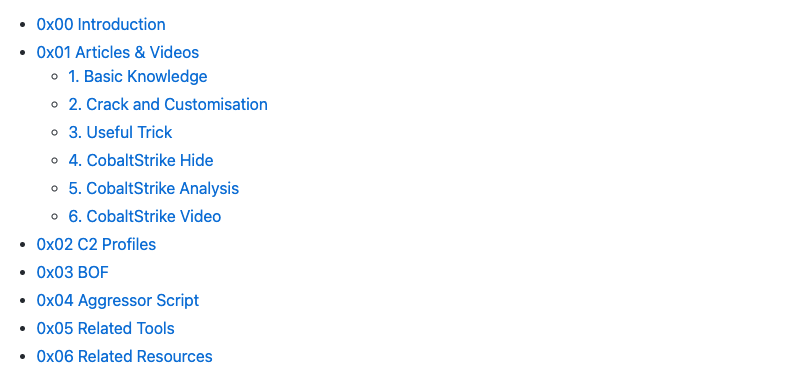 0x00 Introduction
0x01 Articles & Videos
1. Basic Knowledge
2. Crack and Customisation
3. Useful Trick
4. CobaltStrike Hide
5. CobaltStrike Analysis
6. CobaltStrike Video
0x02 C2 Profiles
0x03 BOF
0x04 Aggressor Script
0x05 Related Tools
0x06 Related Resources